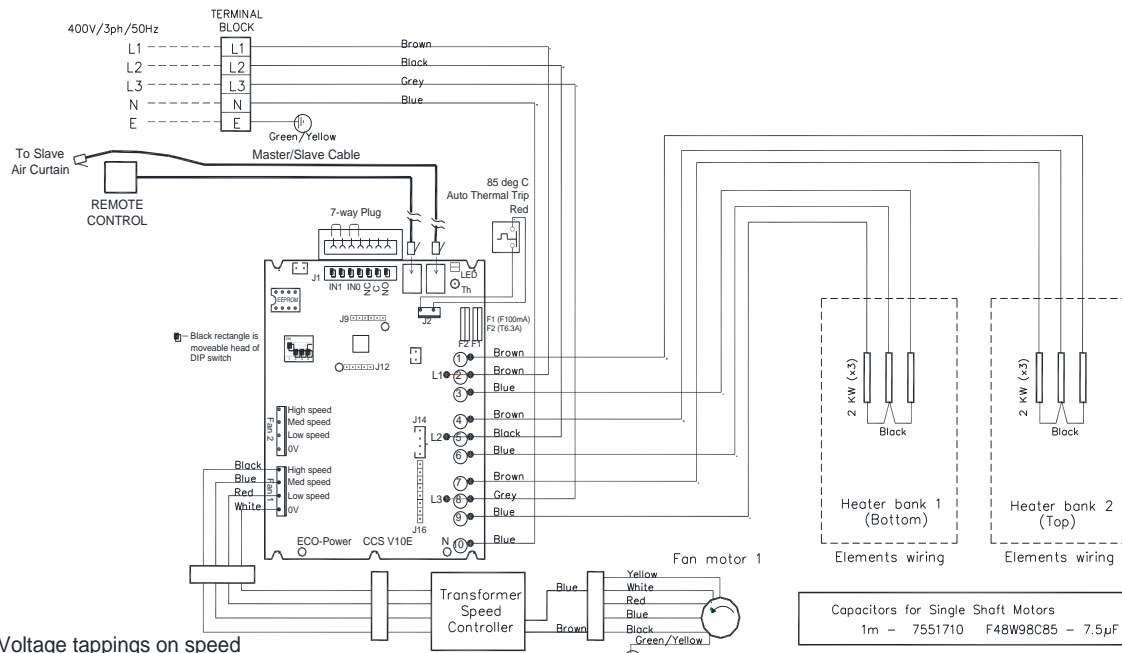 400V/3ph/50Hz
TERMINAL
BLOCK
L1
L2
L3
N
E
L1
L2
L3
N
E
Brown
Black
Grey
Blue
Green/Yellow
To Slave
Air Curtain
Master/Slave Cable
REMOTE
CONTROL
7-way Plug
85 deg C
Auto Thermal Trip
Red
J1
IN1 IN0 NC C NO
LED
Th
EEPROM
J9
J2
F1 (F100mA)
F2 (T6.3A)
F2 F1
Black rectangle is
moveable head of
DIP switch
J12
1 Brown
L1 2 Brown
3 Blue
4 Brown
L2 5 Black
6 Blue
7 Brown
L3 8 Grey
9 Blue
N 10 Blue
J14
J16
Fan 2
High speed
Med speed
Low speed
0V
Fan 1
Black High speed
Blue Med speed
Red Low speed
White 0V
ECO-Power CCS V10E
2 KW (x3)
Black
Heater bank 1
(Bottom)
Elements wiring
2 KW (x3)
Black
Heater bank 2
(Top)
Elements wiring
Fan motor 1
Transformer
Speed
Controller
Blue
Brown
Yellow
White
Red
Blue
Black
Green/Yellow
Capacitors for Single Shaft Motors
1m - 7551710 F48W98C85 - 7.5µF
Voltage tappings on speed